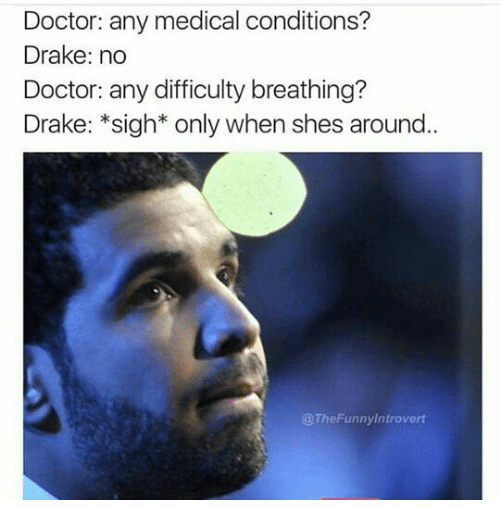 Doctor: any medical conditions?
Drake: no
Doctor: any difficulty breathing?
Drake: *sigh* only when shes around..
@TheFunnyIntrovert